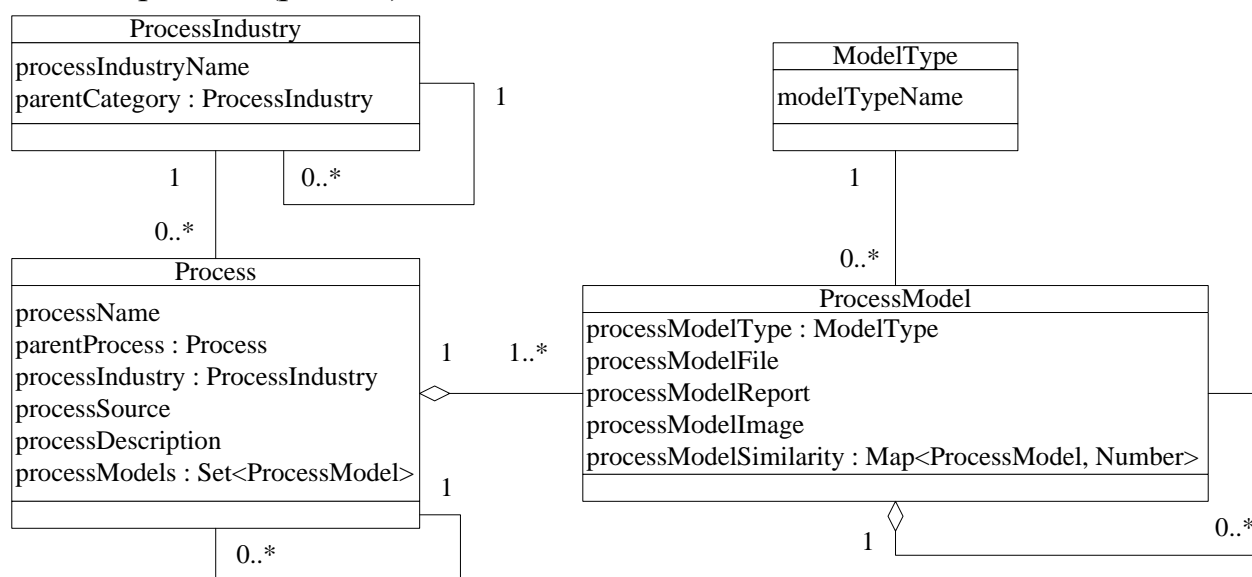 ProcessIndustry
processIndustryName
parentCategory : ProcessIndustry
1
1
0..*
0..*
ModelType
modelTypeName
1
0..*
Process
processName
parentProcess : Process
processIndustry : ProcessIndustry
processSource
processDescription
processModels : Set<ProcessModel>
1
1..*
1
0..*
ProcessModel
processModelType : ModelType
processModelFile
processModelReport
processModelImage
processModelSimilarity : Map<ProcessModel, Number>
1
0..*